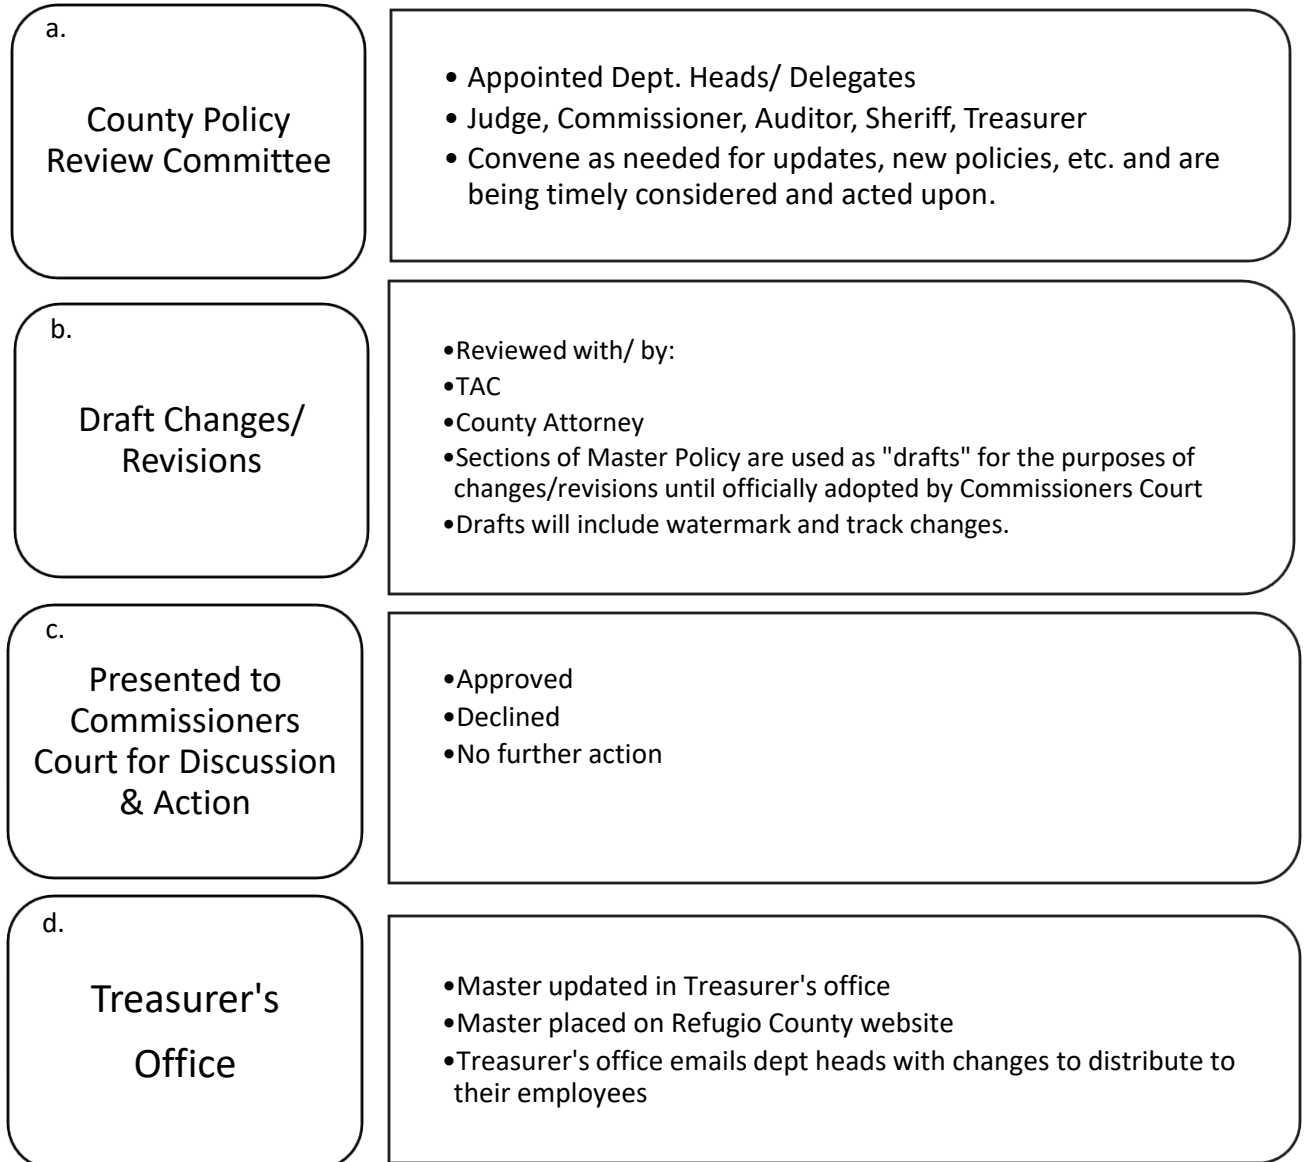 a.
County Policy
Review Committee
• Appointed Dept. Heads/ Delegates
• Judge, Commissioner, Auditor, Sheriff, Treasurer
• Convene as needed for updates, new policies, etc. and are
being timely considered and acted upon.
b.
Draft Changes/
Revisions
•Reviewed with/ by:
•TAC
•County Attorney
•Sections of Master Policy are used as "drafts" for the purposes of
changes/revisions until officially adopted by Commissioners Court
•Drafts will include watermark and track changes.
c.
Presented to
Commissioners
Court for Discussion
& Action
•Approved
•Declined
•No further action
d.
Treasurer's
Office
•Master updated in Treasurer's office
•Master placed on Refugio County website
•Treasurer's office emails dept heads with changes to distribute to
their employees